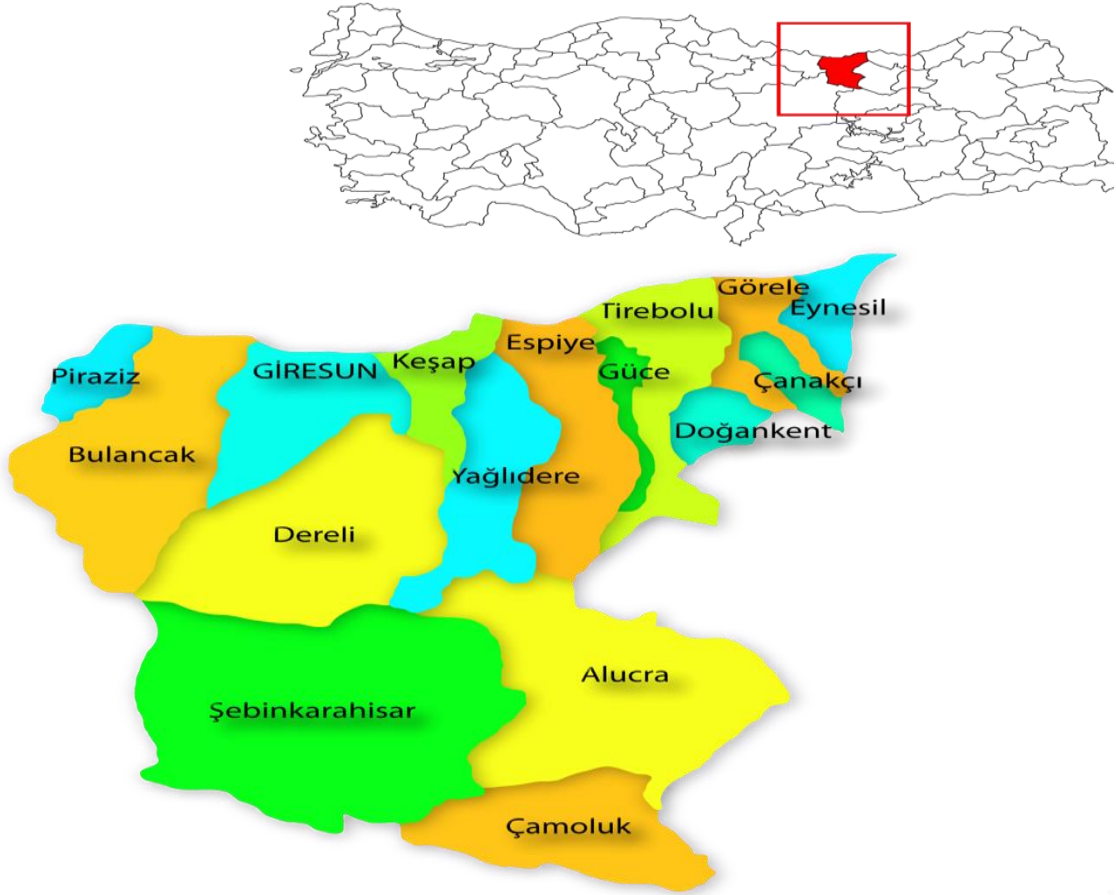 Görele
Eynesil
Tirebolu
Espiye
Keşap
GİRESUN
Güce
Piraziz
Çanakçı
Doğankent
Bulancak
Yağlıdere
Dereli
Alucra
Şebinkarahisar
Çamoluk